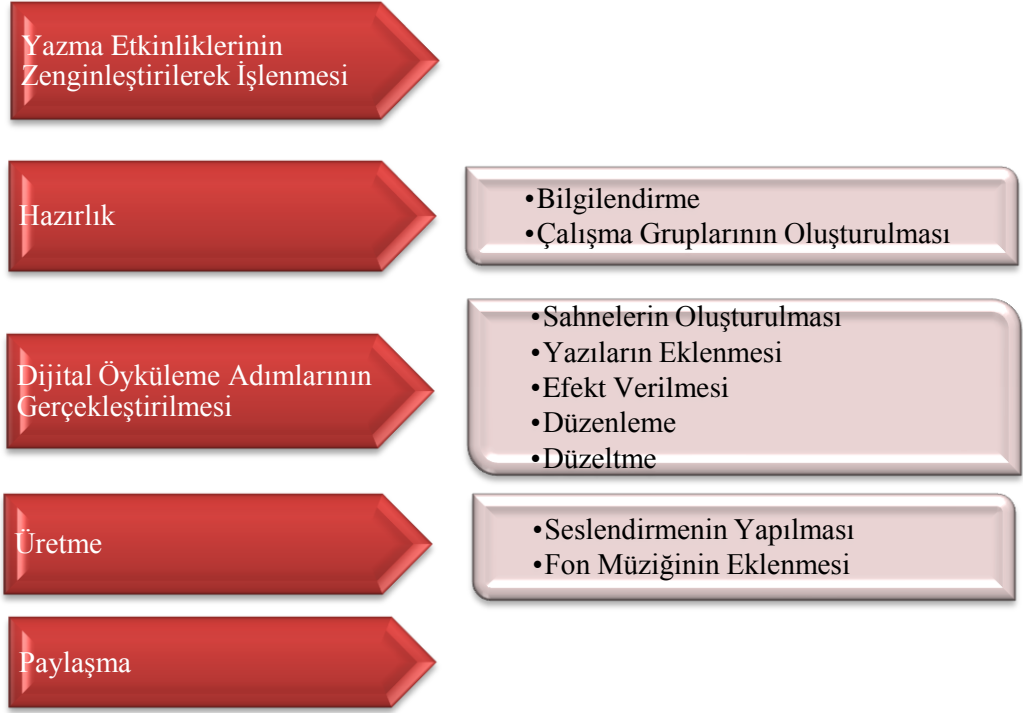 Yazma Etkinliklerinin
Zenginleştirilerek İşlenmesi
Hazırlık
•Bilgilendirme
•Çalışma Gruplarının Oluşturulması
Dijital Öyküleme Adımlarının
Gerçekleştirilmesi
•Sahnelerin Oluşturulması
•Yazıların Eklenmesi
•Efekt Verilmesi
•Düzenleme
•Düzeltme
Üretme
•Seslendirmenin Yapılması
•Fon Müziğinin Eklenmesi
Paylaşma